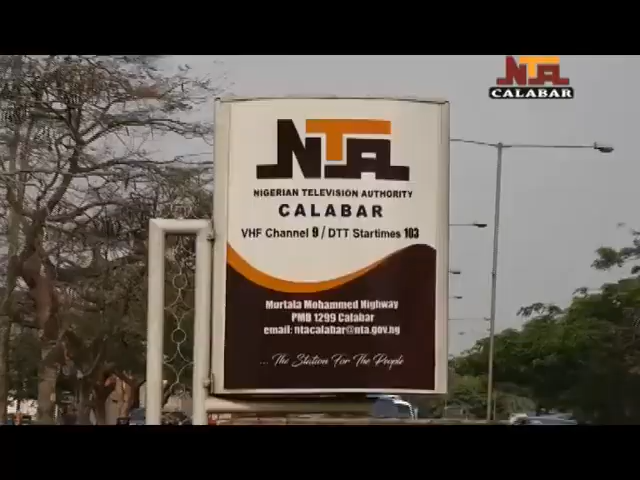 NTA
CALABAR
NTA
NIGERIAN TELEVISION AUTHORITY
CALABAR
VHF Channel 9 / DTT Startimes 103
Murtala Mohammed Highway
PMB 1299 Calabar
email: ntacalabar@nta.gov.ng
... The Station For The People